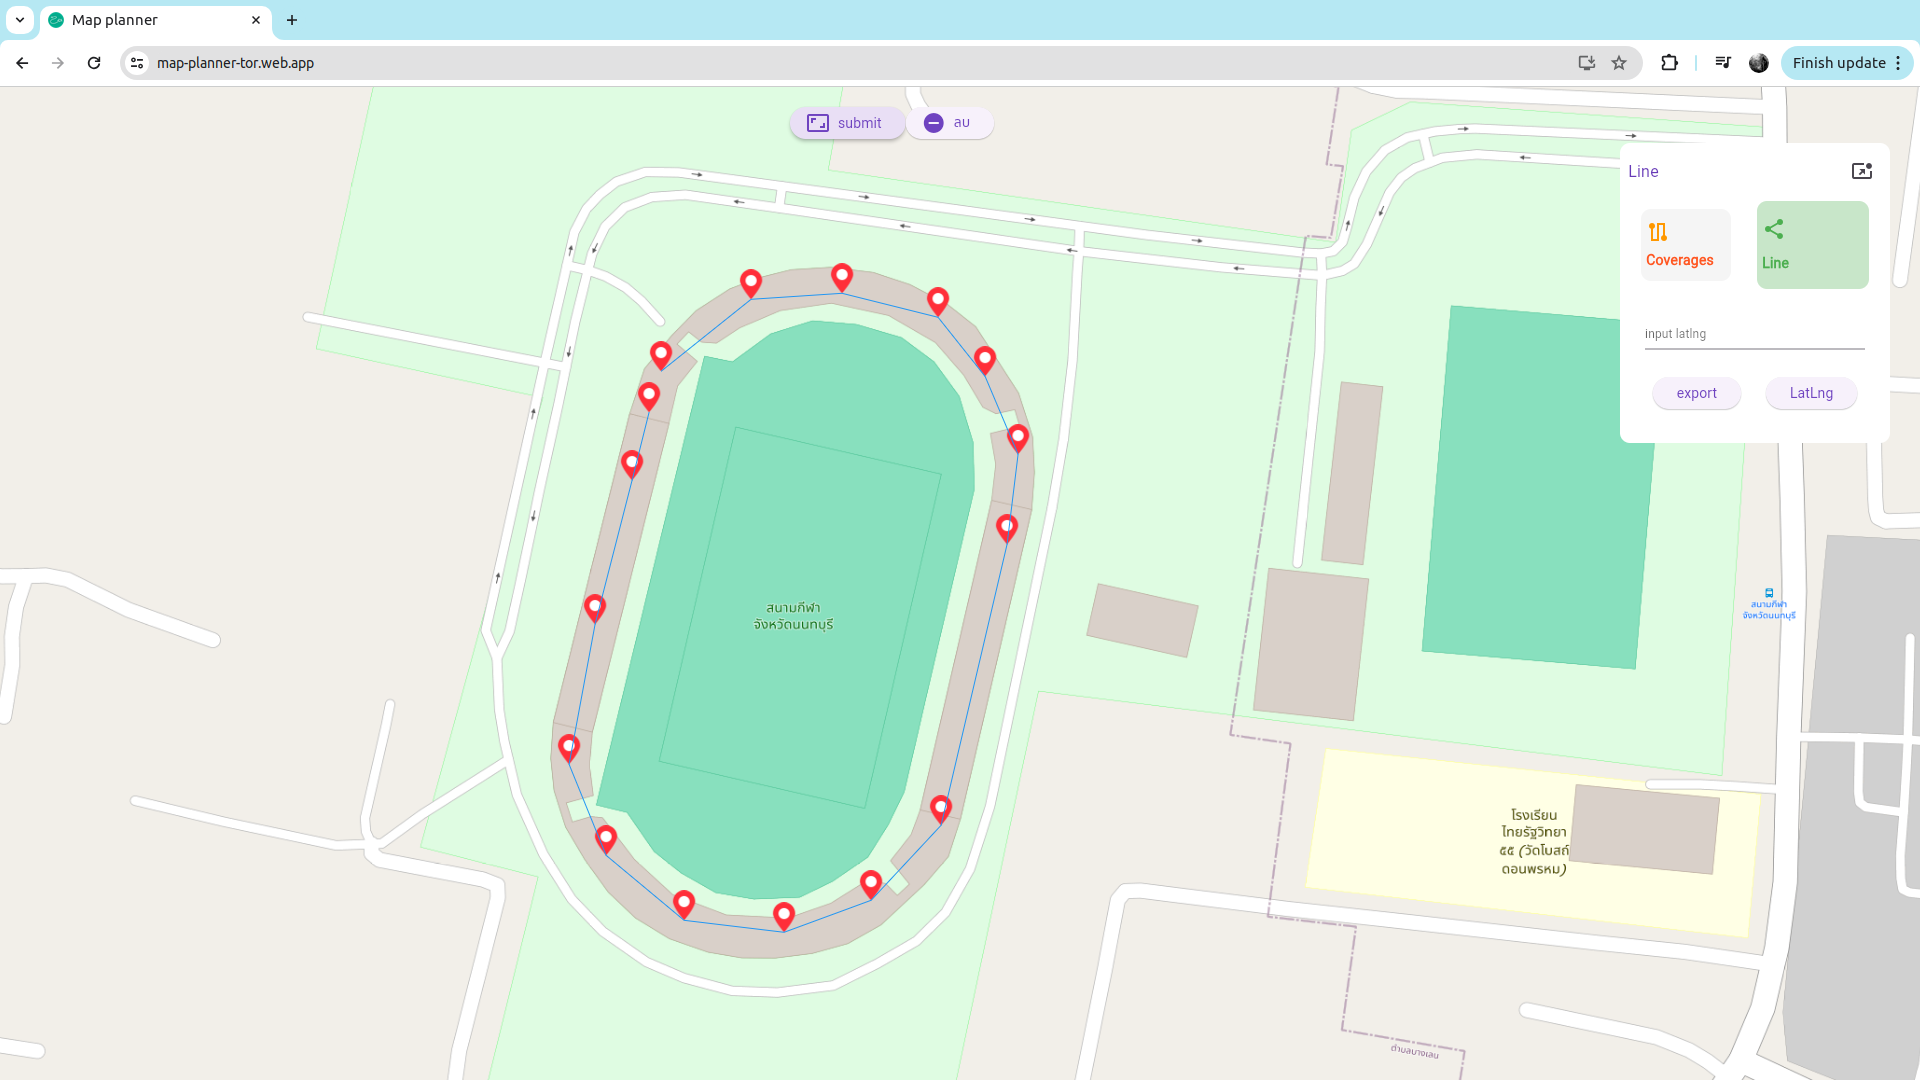 Map planner
map-planner-tor.web.app
Finish update
submit
ลบ
Line
Coverages
Line
input latlng
export
LatLng
สนามกีฬา
จังหวัดนนทบุรี
สนามกีฬา
จังหวัดนนทบุรี
โรงเรียน
ไทยรัฐวิทยา
๕๕ (วัดโบสถ์
ดอนพรหม)
ตำบลบางเลน